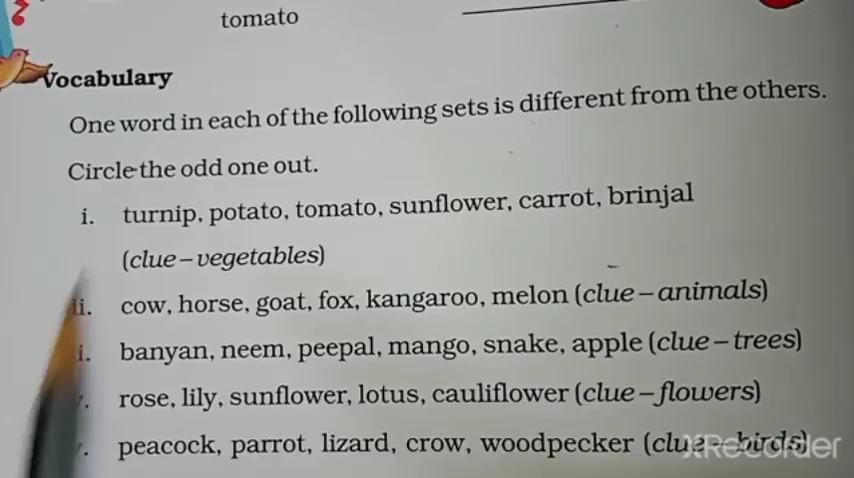 tomato
Vocabulary
One word in each of the following sets is different from the others.
Circle the odd one out.
i. turnip, potato, tomato, sunflower, carrot, brinjal
(clue – vegetables)
ii. cow, horse, goat, fox, kangaroo, melon (clue – animals)
i. banyan, neem, peepal, mango, snake, apple (clue – trees)
. rose, lily, sunflower, lotus, cauliflower (clue – flowers)
. peacock, parrot, lizard, crow, woodpecker (clue – birds)
XRecorder